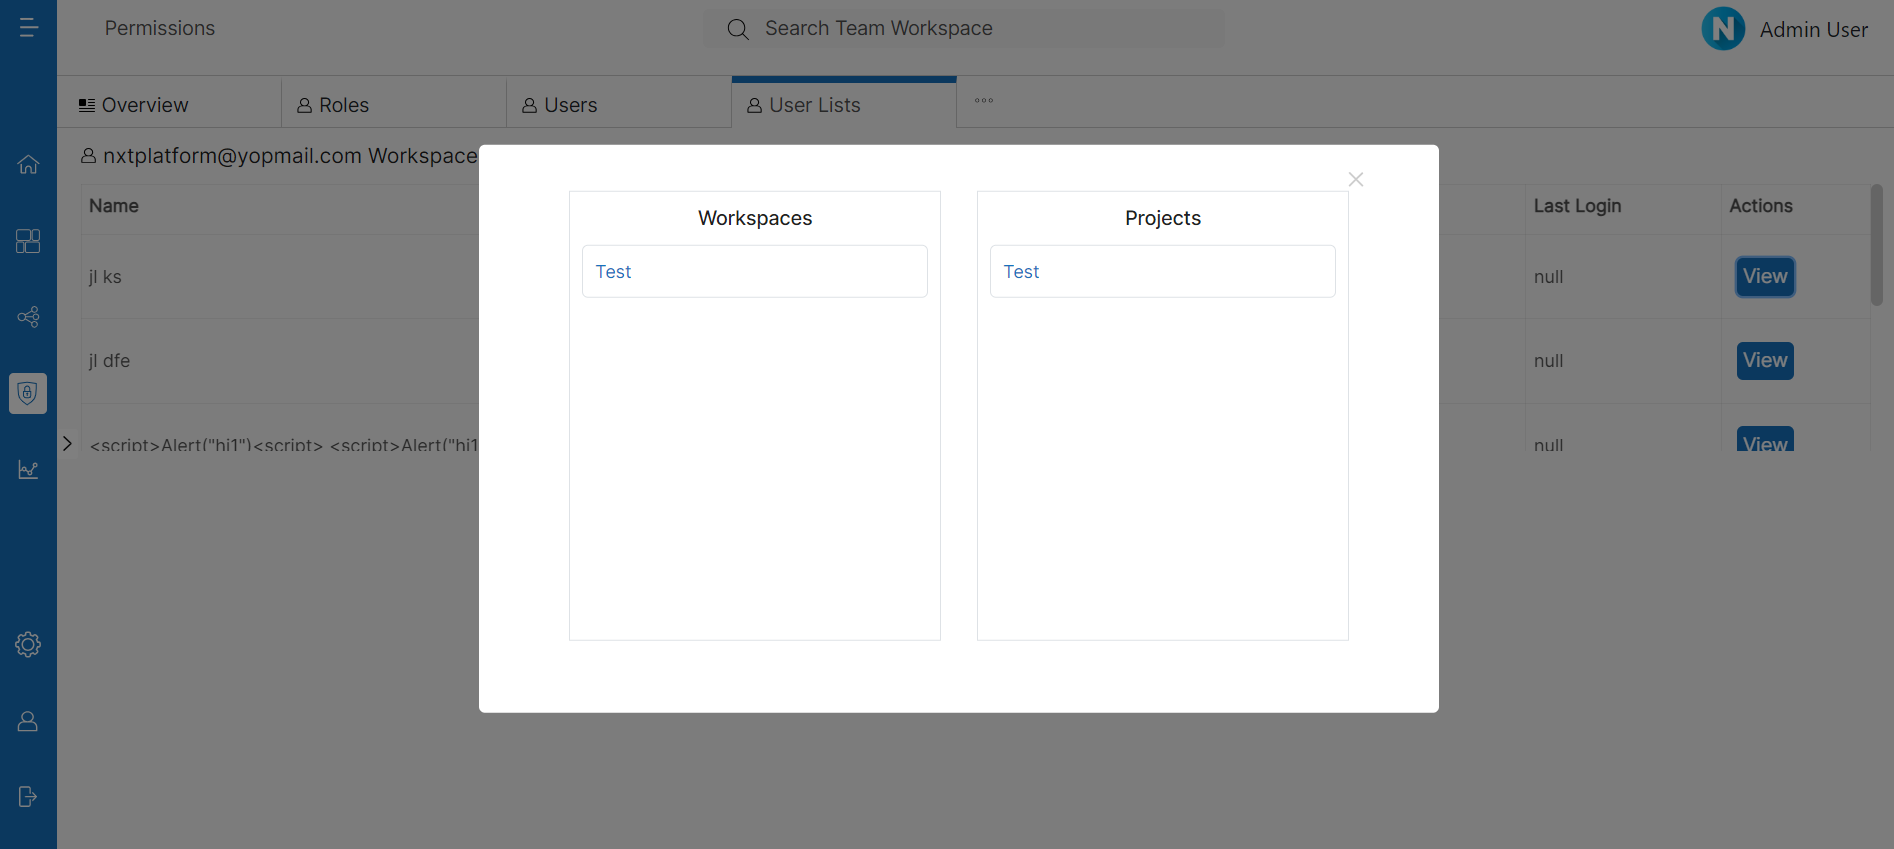 Permissions
Search Team Workspace
N
Admin User
Overview
Roles
Users
User Lists
nxtplatform@yopmail.com Workspace
Name
Last Login
Actions
jl ks
null
View
jl dfe
null
View
<script>Alert("hi1")<script> <script>Alert("hi1
null
View
Workspaces
Test
Projects
Test